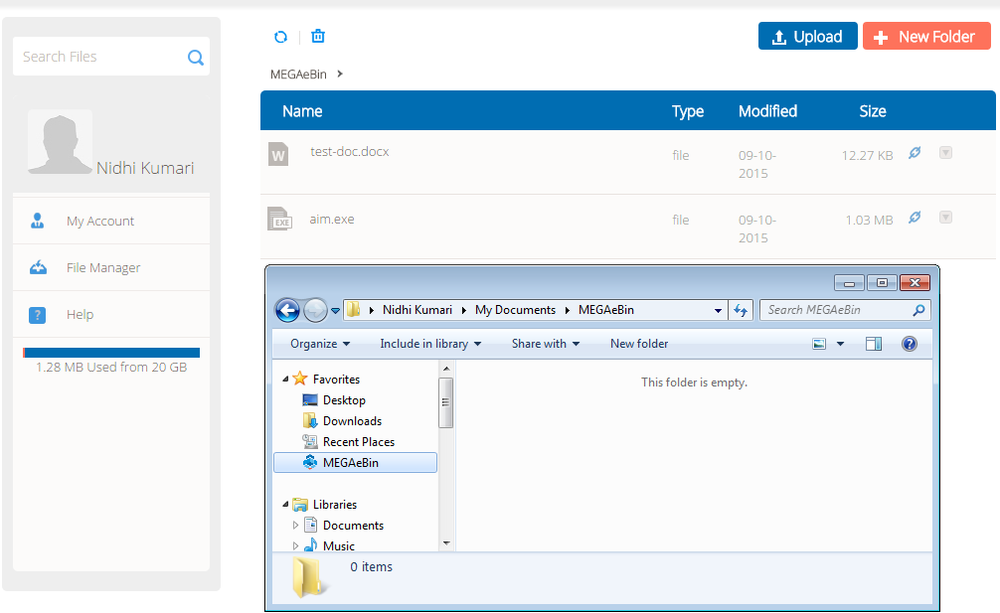 Search Files
Nidhi Kumari
My Account
File Manager
? Help
1.28 MB Used from 20 GB
Upload
+ New Folder
MEGAeBin >
Name Type Modified Size
W test-doc.docx file 09-10-2015 12.27 KB
EXE aim.exe file 09-10-2015 1.03 MB
Nidhi Kumari My Documents MEGAeBin
Search MEGAeBin
Organize Include in library Share with New folder ?
Favorites
Desktop
Downloads
Recent Places
MEGAeBin
Libraries
Documents
Music
This folder is empty.
0 items